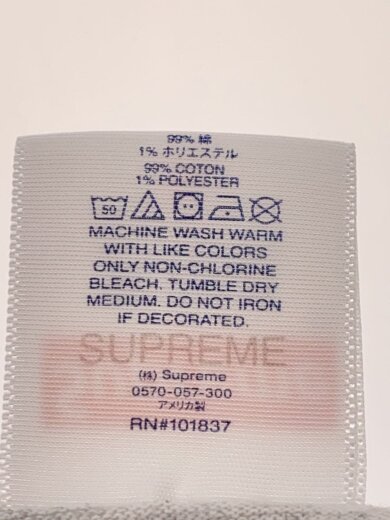 99% 綿
1% ポリエステル
99% COTTON
1% POLYESTER
50
MACHINE WASH WARM
WITH LIKE COLORS
ONLY NON-CHLORINE
BLEACH. TUMBLE DRY
MEDIUM. DO NOT IRON
IF DECORATED.
SUPREME
(株) Supreme
0570-057-300
アメリカ製
RN#101837